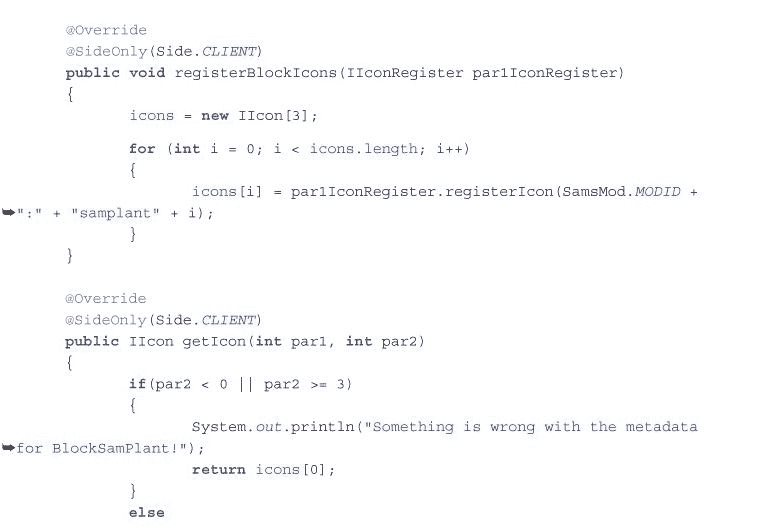 @Override
@SideOnly(Side.CLIENT)
public void registerBlockIcons(IIconRegister par1IconRegister)
{
icons = new IIcon[3];
for (int i = 0; i < icons.length; i++)
{
icons[i] = par1IconRegister.registerIcon(SamsMod.MODID +
➥":" + "samplant" + i);
}
}
@Override
@SideOnly(Side.CLIENT)
public IIcon getIcon(int par1, int par2)
{
if(par2 < 0 || par2 >= 3)
{
System.out.println("Something is wrong with the metadata
➥for BlockSamPlant!");
return icons[0];
}
else